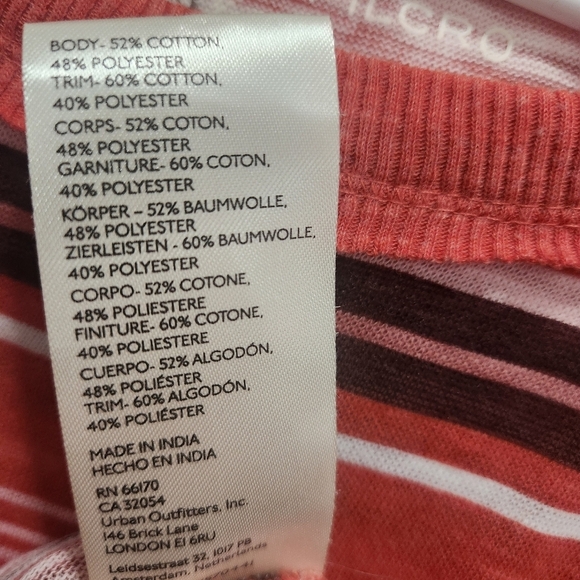 BODY- 52% COTTON,
48% POLYESTER
TRIM- 60% COTTON,
40% POLYESTER
CORPS- 52% COTON,
48% POLYESTER
GARNITURE- 60% COTON,
40% POLYESTER
KÖRPER – 52% BAUMWOLLE,
48% POLYESTER
ZIERLEISTEN - 60% BAUMWOLLE,
40% POLYESTER
CORPO- 52% COTONE,
48% POLIESTERE
FINITURE- 60% COTONE,
40% POLIESTERE
CUERPO- 52% ALGODÓN,
48% POLIÉSTER
TRIM- 60% ALGODÓN,
40% POLIÉSTER
MADE IN INDIA
HECHO EN INDIA
RN 66170
CA 32054
Urban Outfitters, Inc.
146 Brick Lane
LONDON E1 6RU
Leidsestraat 32, 1017 PB
Amsterdam, Netherlands